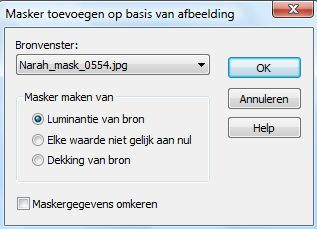 Masker toevoegen op basis van afbeelding
Bronvenster:
Narah_mask_0554.jpg
OK
Masker maken van
Annuleren
Luminantie van bron
Help
Elke waarde niet gelijk aan nul
Dekking van bron
Maskergegevens omkeren